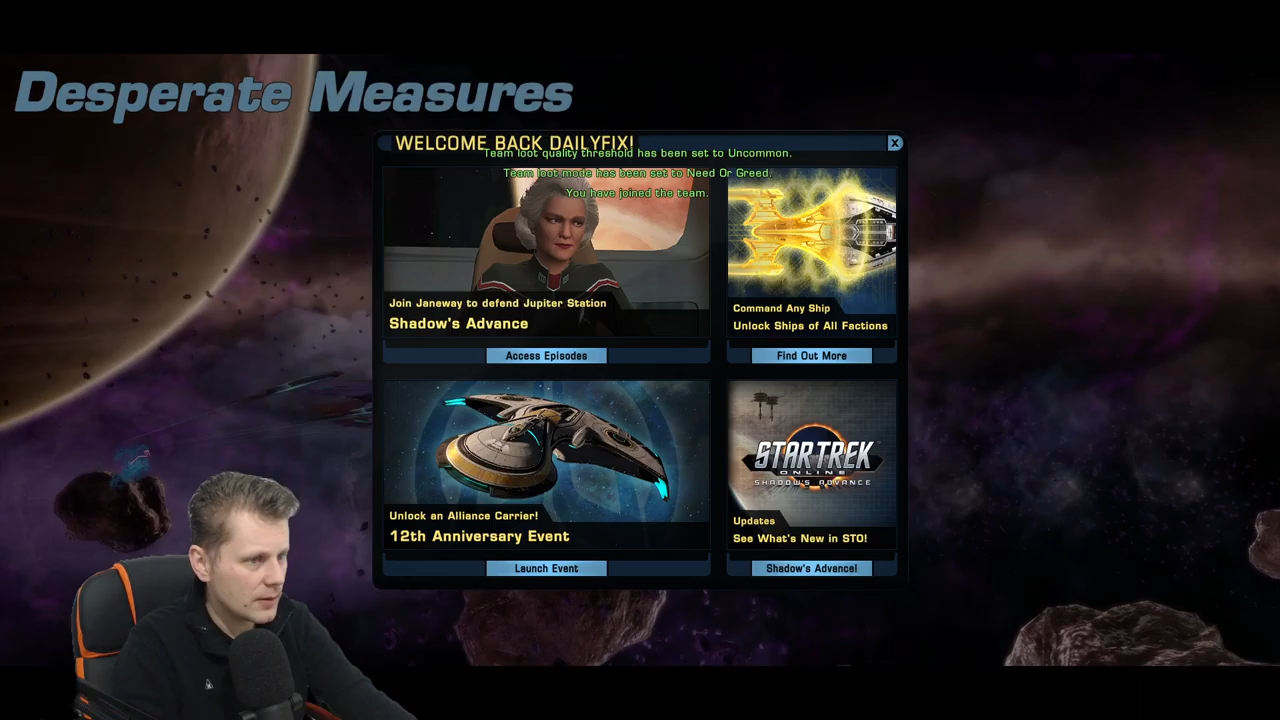 Desperate Measures
WELCOME BACK DAILYFIX!
X
Team loot quality threshold has been set to Uncommon.
Team loot mode has been set to Need Or Greed.
You have joined the team.
Join Janeway to defend Jupiter Station
Shadow's Advance
Access Episodes
Command Any Ship
Unlock Ships of All Factions
Find Out More
Unlock an Alliance Carrier!
12th Anniversary Event
Launch Event
STAR TREK
ONLINE
SHADOW'S ADVANCE
Updates
See What's New in STO!
Shadow's Advance!